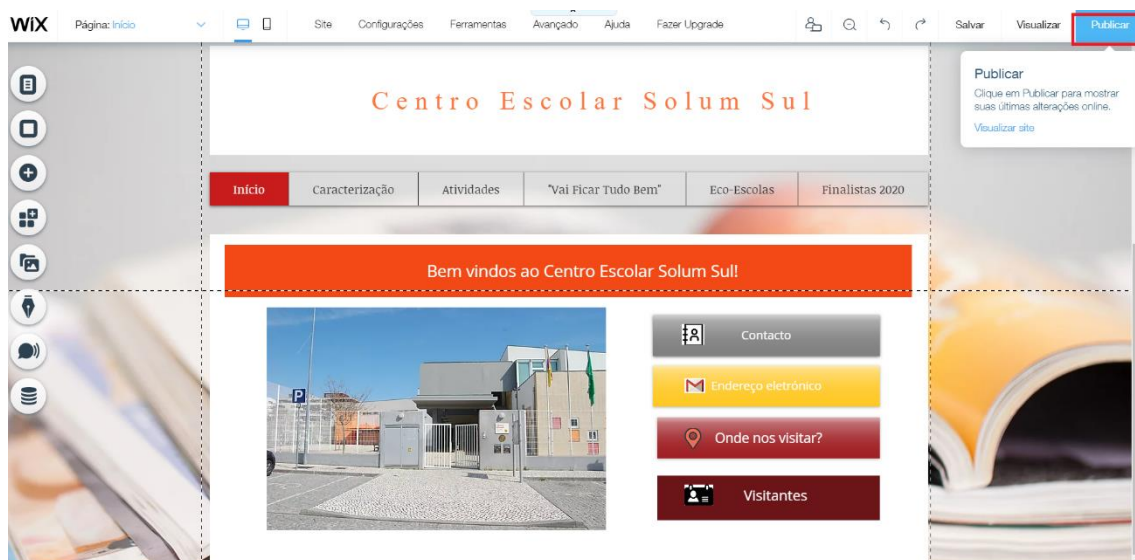 WiX
Página: Início
Site
Configurações
Ferramentas
Avançado
Ajuda
Fazer Upgrade
Salvar
Visualizar
Publicar
Publicar
Clique em Publicar para mostrar
suas últimas alterações online.
Visualizar site
Centro Escolar Solum Sul
Início
Caracterização
Atividades
"Vai Ficar Tudo Bem"
Eco-Escolas
Finalistas 2020
Bem vindos ao Centro Escolar Solum Sul!
P
Contacto
Endereço eletrónico
Onde nos visitar?
Visitantes